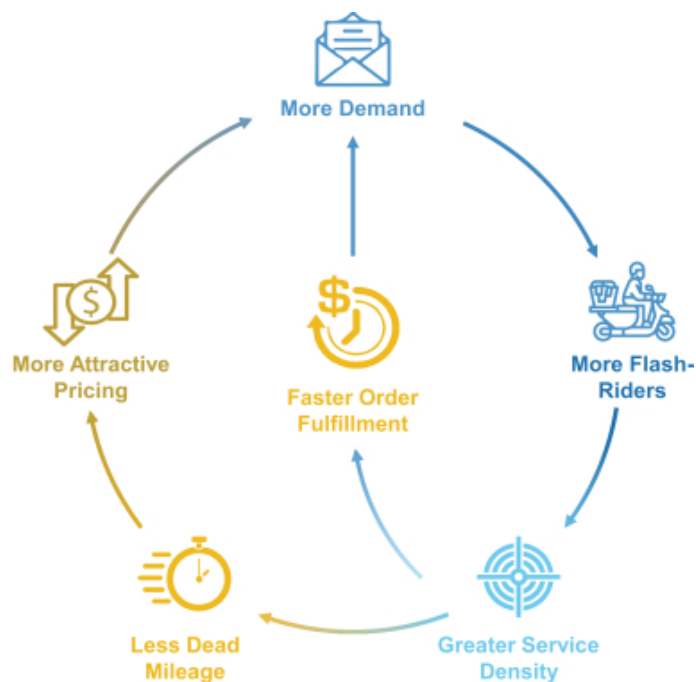 More Demand
More Attractive
Pricing
$
$
Faster Order
Fulfillment
More Flash-
Riders
Less Dead
Mileage
Greater Service
Density